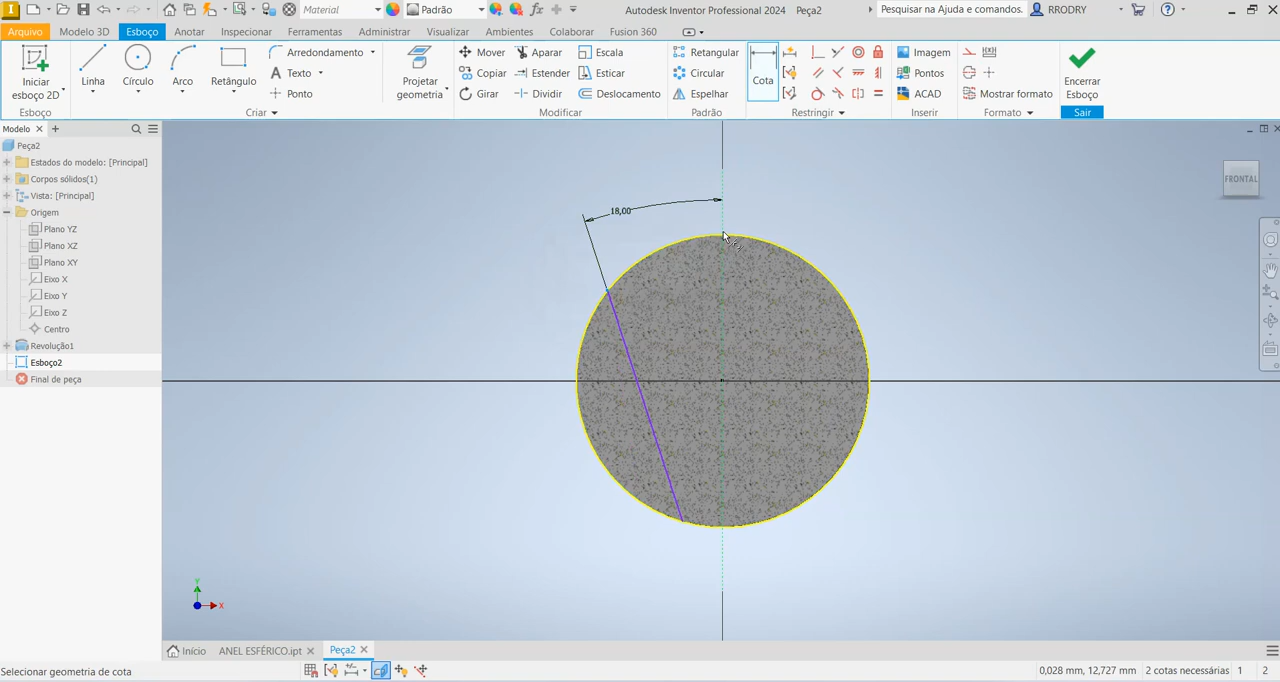 Material
Padrão
Autodesk Inventor Professional 2024   Peça2
Pesquisar na Ajuda e comandos.
RRODRY
Arquivo
Modelo 3D
Esboço
Anotar
Inspecionar
Ferramentas
Administrar
Visualizar
Ambientes
Colaborar
Fusion 360
Iniciar
esboço 2D
Linha
Círculo
Arco
Retângulo
Arredondamento
Texto
Ponto
Projetar
geometria
Mover
Copiar
Girar
Aparar
Estender
Dividir
Escala
Esticar
Deslocamento
Retangular
Circular
Espelhar
Cota
Imagem
Pontos
ACAD
Mostrar formato
Encerrar
Esboço
Esboço
Criar
Modificar
Padrão
Restringir
Inserir
Formato
Sair
Modelo
Peça2
Estados do modelo: [Principal]
Corpos sólidos(1)
Vista: [Principal]
Origem
Plano YZ
Plano XZ
Plano XY
Eixo X
Eixo Y
Eixo Z
Centro
Revolução1
Esboço2
Final de peça
18,00
FRONTAL
Y
X
Início
ANEL ESFÉRICO.ipt
Peça2
Selecionar geometria de cota
0,028 mm, 12,727 mm
2 cotas necessárias
1
2